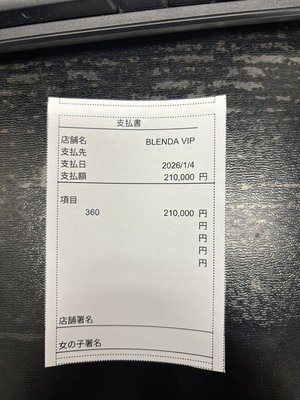 支払書
店舗名 BLENDA VIP
支払先
支払日 2026/1/4
支払額 210,000 円
項目
360 210,000 円
円
円
円
円
店舗署名
女の子署名